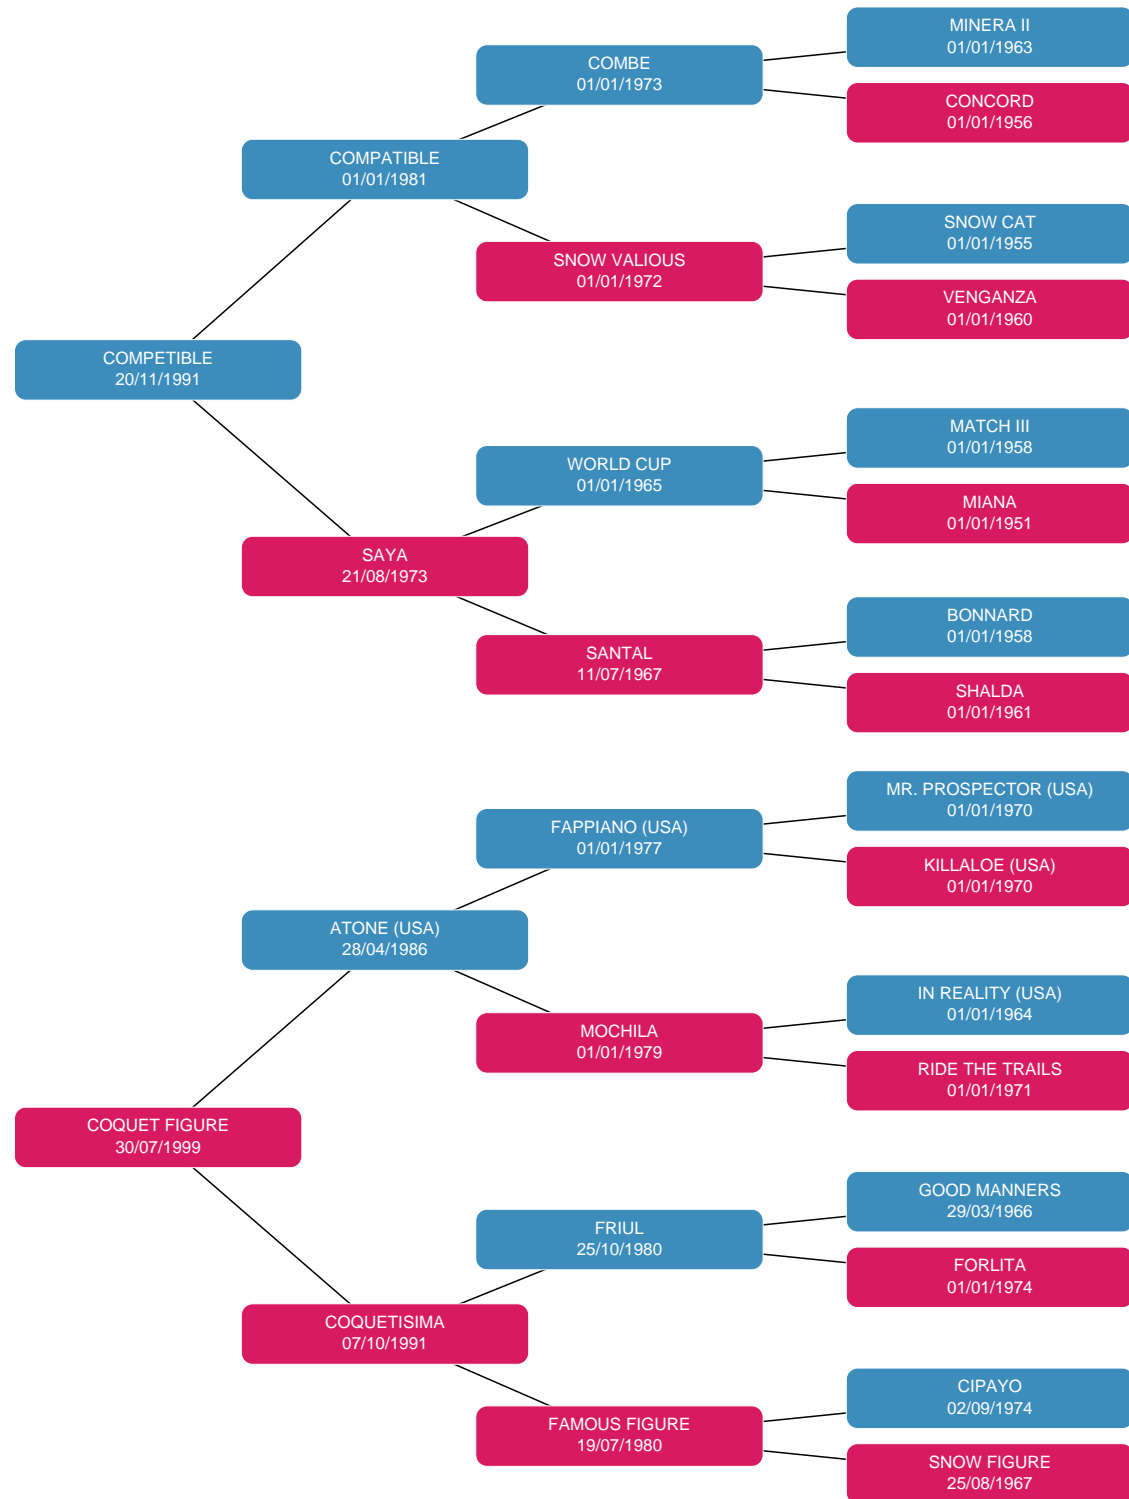 MINERA II
01/01/1963
COMBE
01/01/1973
CONCORD
01/01/1956
COMPATIBLE
01/01/1981
SNOW CAT
01/01/1955
SNOW VALIOUS
01/01/1972
VENGANZA
01/01/1960
COMPETIBLE
20/11/1991
MATCH III
01/01/1958
WORLD CUP
01/01/1965
MIANA
01/01/1951
SAYA
21/08/1973
BONNARD
01/01/1958
SANTAL
11/07/1967
SHALDA
01/01/1961
MR. PROSPECTOR (USA)
01/01/1970
FAPPIANO (USA)
01/01/1977
KILLALOE (USA)
01/01/1970
ATONE (USA)
28/04/1986
IN REALITY (USA)
01/01/1964
MOCHILA
01/01/1979
RIDE THE TRAILS
01/01/1971
COQUET FIGURE
30/07/1999
GOOD MANNERS
29/03/1966
FRIUL
25/10/1980
FORLITA
01/01/1974
COQUETISIMA
07/10/1991
CIPAYO
02/09/1974
FAMOUS FIGURE
19/07/1980
SNOW FIGURE
25/08/1967